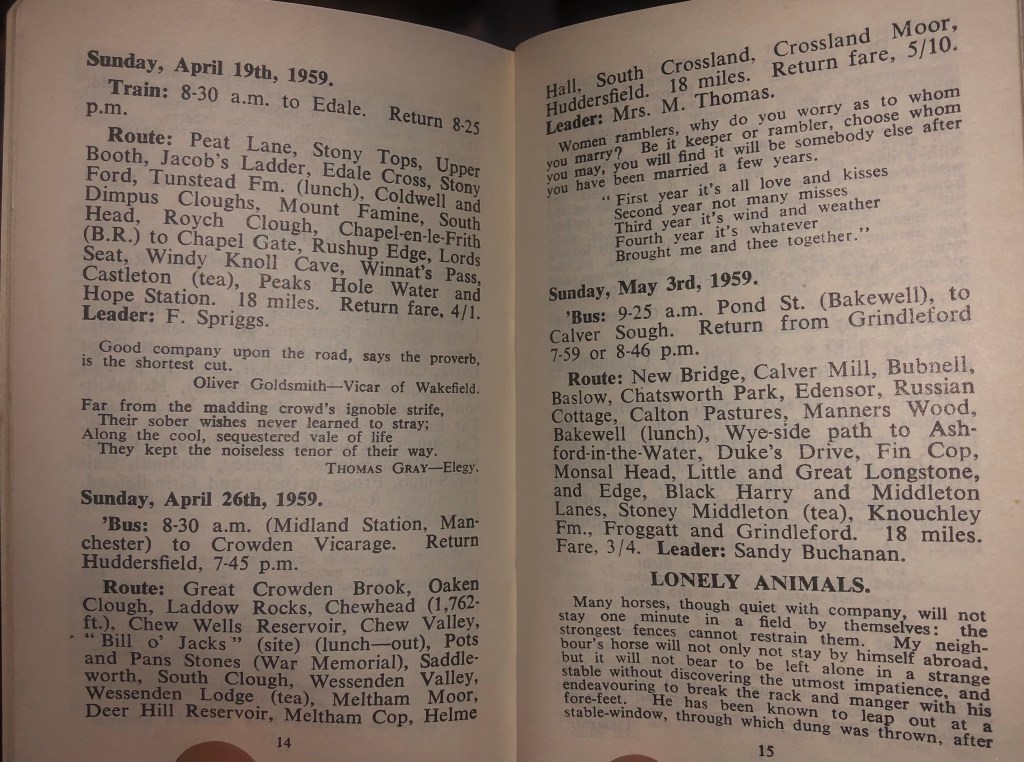 Sunday, April 19th, 1959.
Train: 8-30 a.m. to Edale. Return 8-25
p.m.
Route: Peat Lane, Stony Tops, Upper
Booth, Jacob's Ladder, Edale Cross, Stony
Ford, Tunstead Fm. (lunch), Coldwell and
Dimpus Cloughs, Mount Famine, South
Head, Roych Clough, Chapel-en-le-Frith
(B.R.) to Chapel Gate, Rushup Edge, Lords
Seat, Windy Knoll Cave, Winnat's Pass,
Castleton (tea), Peaks Hole Water and
Hope Station. 18 miles. Return fare, 4/1.
Leader: F. Spriggs.
Good company upon the road, says the proverb,
is the shortest cut.
Oliver Goldsmith—Vicar of Wakefield.
Far from the madding crowd's ignoble strife,
Their sober wishes never learned to stray;
Along the cool, sequestered vale of life
They kept the noiseless tenor of their way.
THOMAS GRAY—Elegy.
Sunday, April 26th, 1959.
'Bus: 8-30 a.m. (Midland Station, Man-
chester) to Crowden Vicarage. Return
Huddersfield, 7-45 p.m.
Route: Great Crowden Brook, Oaken
Clough, Laddow Rocks, Chewhead (1,762-
ft.), Chew Wells Reservoir, Chew Valley,
"Bill o' Jacks" (site) (lunch—out), Pots
and Pans Stones (War Memorial), Saddle-
worth, South Clough, Wessenden Valley,
Wessenden Lodge (tea), Meltham Moor,
Deer Hill Reservoir, Meltham Cop, Helme
14
Hall, South Crossland, Crossland Moor,
Huddersfield. 18 miles. Return fare, 5/10.
Leader: Mrs. M. Thomas.
Women ramblers, why do you worry as to whom
you marry? Be it keeper or rambler, choose whom
you may, you will find it will be somebody else after
you have been married a few years.
"First year it's all love and kisses
Second year not many misses
Third year it's wind and weather
Fourth year it's whatever
Brought me and thee together."
Sunday, May 3rd, 1959.
'Bus: 9-25 a.m. Pond St. (Bakewell), to
Calver Sough. Return from Grindleford
7-59 or 8-46 p.m.
Route: New Bridge, Calver Mill, Bubnell,
Baslow, Chatsworth Park, Edensor, Russian
Cottage, Calton Pastures, Manners Wood,
Bakewell (lunch), Wye-side path to Ash-
ford-in-the-Water, Duke's Drive, Fin Cop,
Monsal Head, Little and Great Longstone,
and Edge, Black Harry and Middleton
Lanes, Stoney Middleton (tea), Knouchley
Fm., Froggatt and Grindleford. 18 miles.
Fare, 3/4. Leader: Sandy Buchanan.
LONELY ANIMALS.
Many horses, though quiet with company, will not
stay one minute in a field by themselves: the
strongest fences cannot restrain them. My neigh-
bour's horse will not only not stay by himself abroad,
but it will not bear to be left alone in a strange
stable without discovering the utmost impatience, and
endeavouring to break the rack and manger with his
fore-feet. He has been known to leap out at a
stable-window, through which dung was thrown, after
15